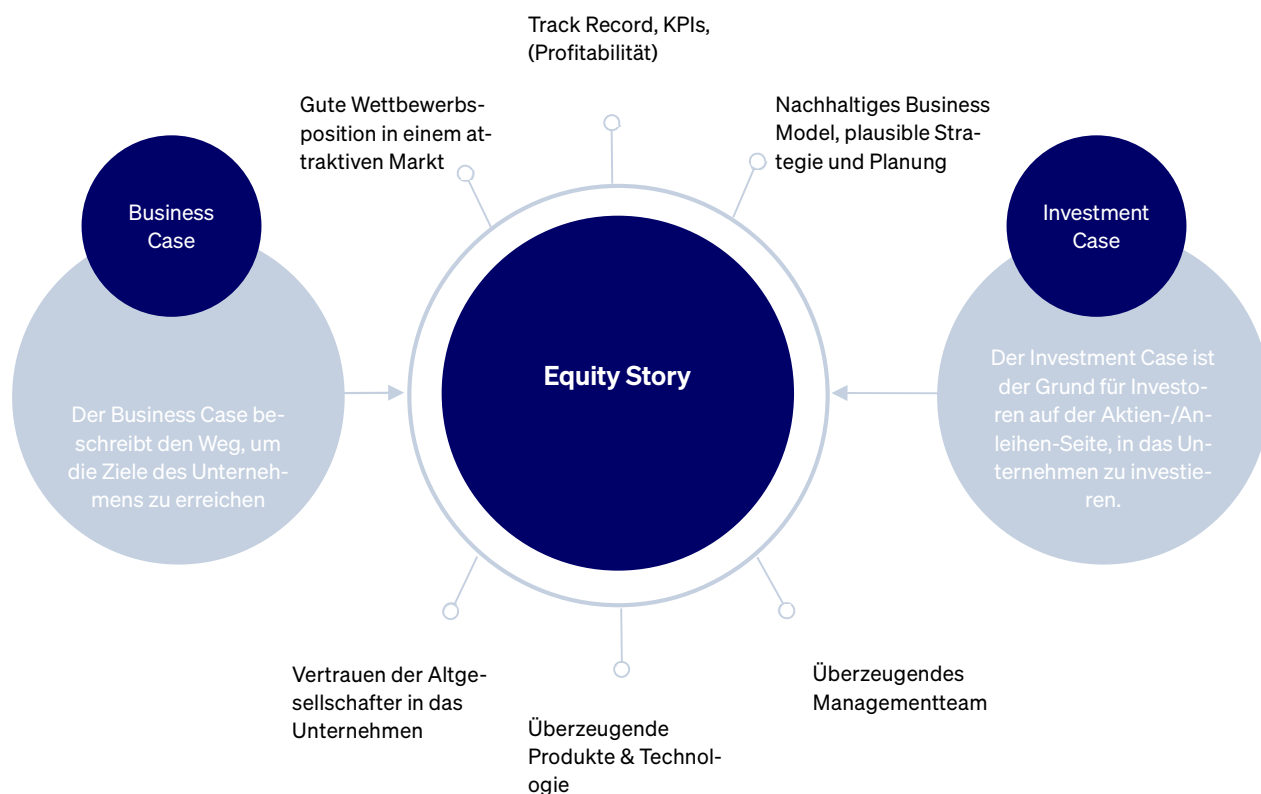 Track Record, KPIs,
(Profitabilität)
Gute Wettbewerbs-
position in einem at-
traktiven Markt
Nachhaltiges Business
Model, plausible Stra-
tegie und Planung
Business
Case
Investment
Case
Equity Story
Der Business Case be-
schreibt den Weg, um
die Ziele des Unterneh-
mens zu erreichen
Der Investment Case ist
der Grund für Investo-
ren auf der Aktien-/An-
leihen-Seite, in das Un-
ternehmen zu investie-
ren.
Vertrauen der Altge-
sellschafter in das
Unternehmen
Überzeugende
Produkte & Technol-
ogie
Überzeugendes
Managementteam